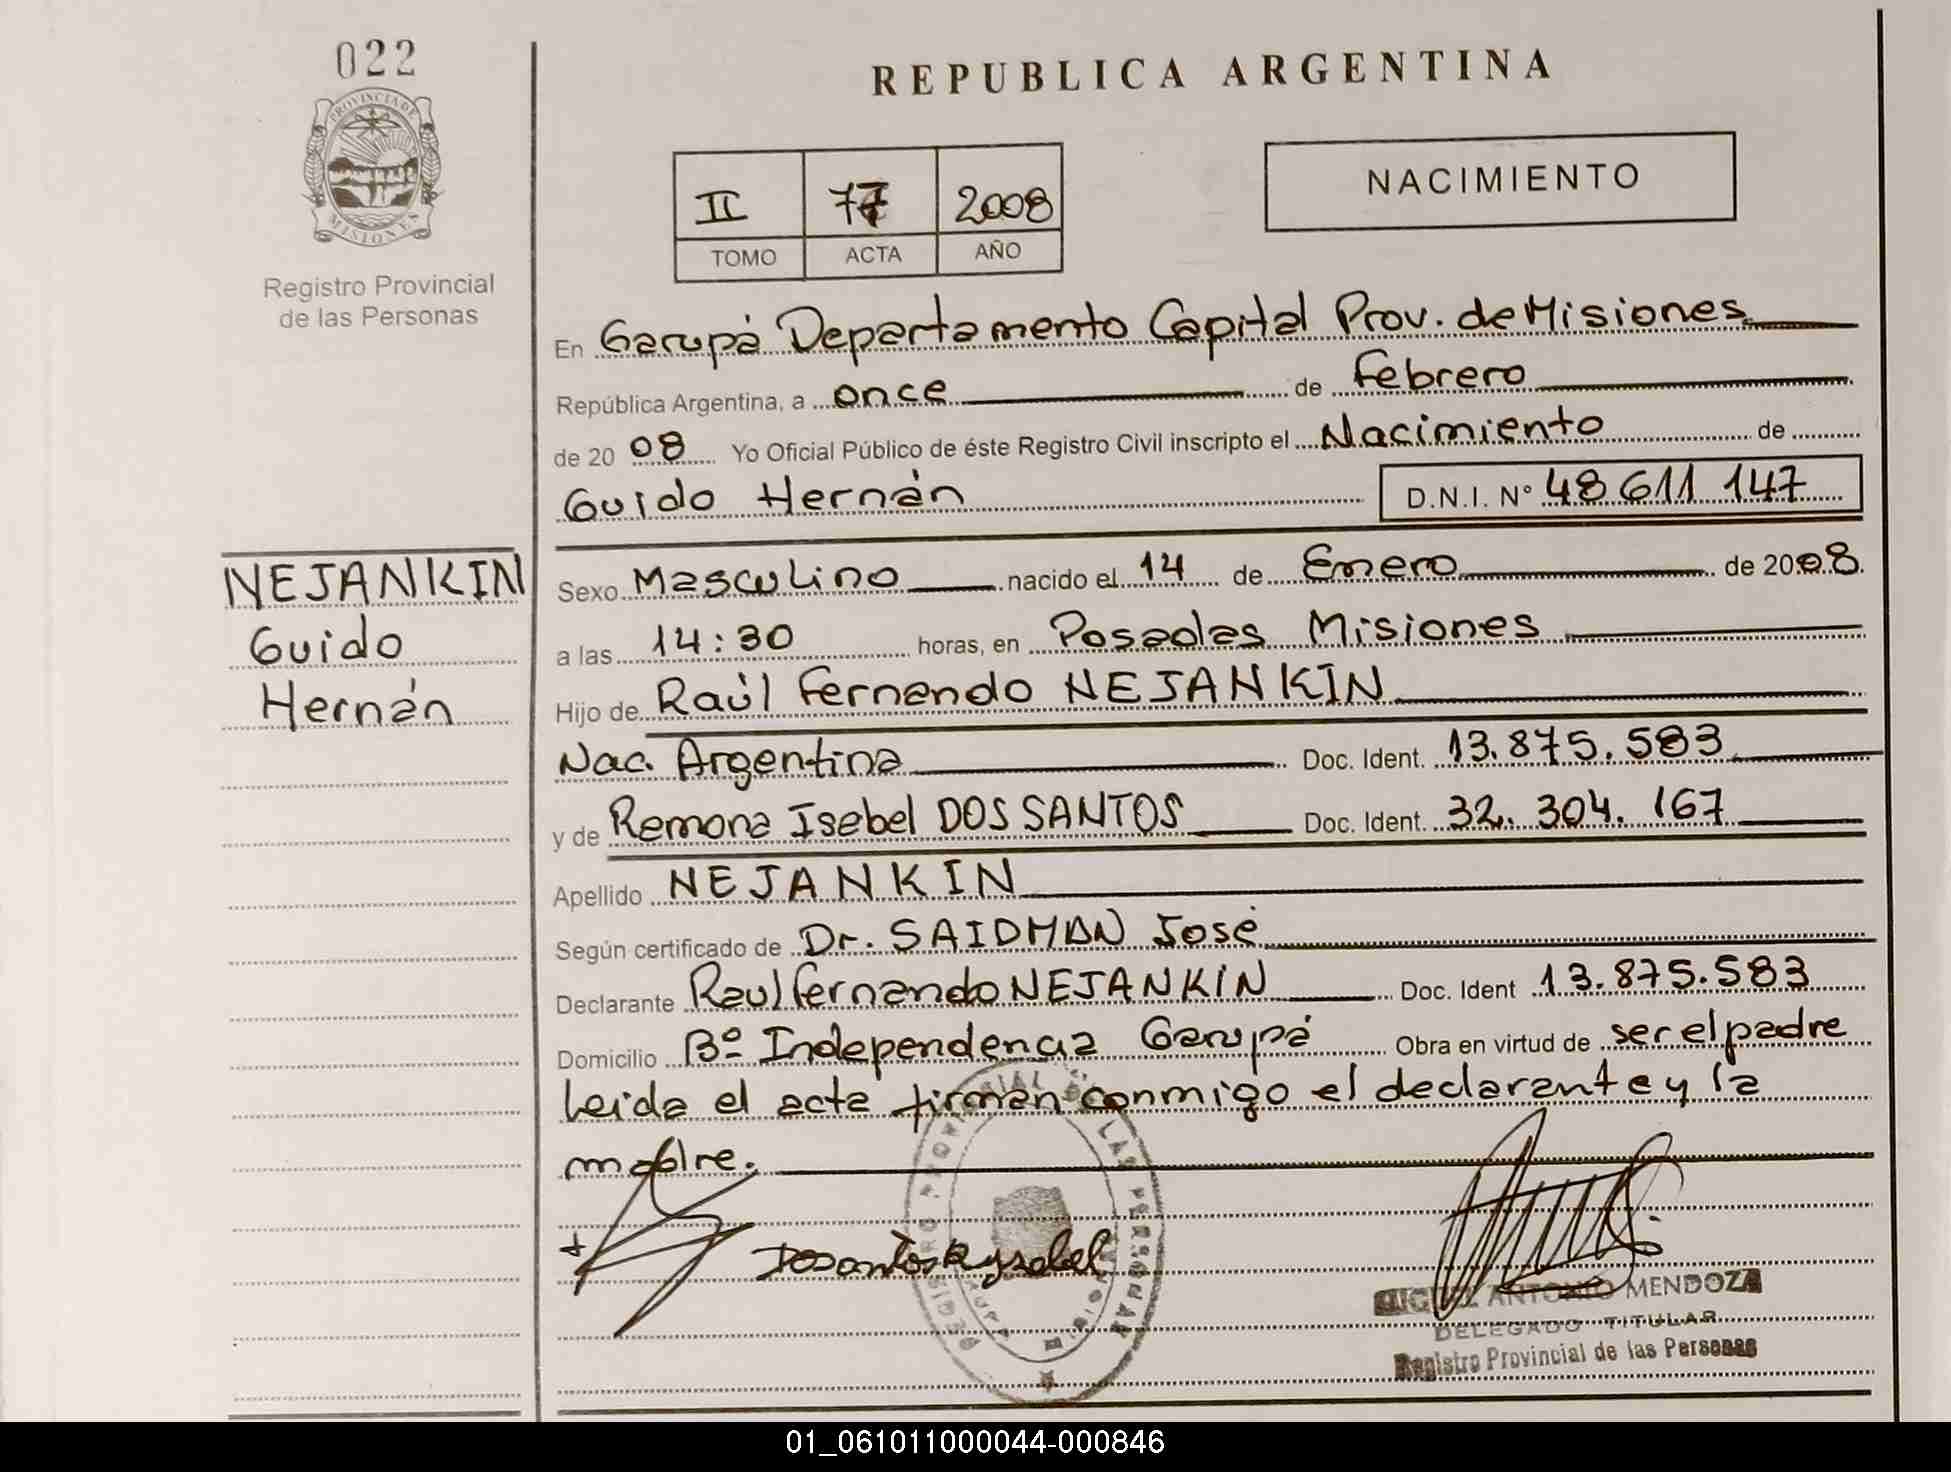 022
PROVINCIA DE
MISIONES
Registro Provincial
de las Personas
NEJANKIN
Guido
Hernán
REPUBLICA ARGENTINA
II 77 2008
TOMO ACTA AÑO
NACIMIENTO
En Garupá Departamento Capital Prov. de Misiones
República Argentina, a once de Febrero
de 20 08 Yo Oficial Público de éste Registro Civil inscripto el Nacimiento de
Guido Hernán D.N.I. N° 48 611 147
Sexo Masculino nacido el 14 de Enero de 2008.
a las 14:30 horas, en Posadas Misiones
Hijo de Raúl Fernando NEJANKIN
Nac. Argentina Doc. Ident. 13.875.583
y de Ramona Isabel DOS SANTOS Doc. Ident. 32.304.167
Apellido NEJANKIN
Según certificado de Dr. SAIDMAN José
Declarante Raul Fernando NEJANKIN Doc. Ident 13.875.583
Domicilio Bº Independencia Garupá Obra en virtud de ser el padre
Leida el acta firman conmigo el declarante y la
madre.
MIGUEL ANTONIO MENDOZA
DELEGADO TITULAR
Registro Provincial de las Personas
01_061011000044-000846